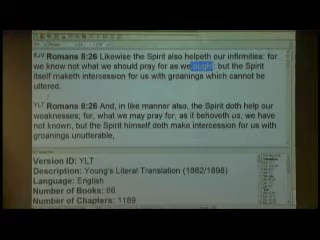 KJV Romans 8:26 Likewise the Spirit also helpeth our infirmities: for
we know not what we should pray for as we ought: but the Spirit
itself maketh intercession for us with groanings which cannot be
uttered.
YLT Romans 8:26 And, in like manner also, the Spirit doth help our
weaknesses; for, what we may pray for, as it behoveth us, we have
not known, but the Spirit himself doth make intercession for us with
groanings unutterable,
Version ID: YLT
Description: Young's Literal Translation (1862/1898)
Language: English
Number of Books: 66
Number of Chapters: 1189